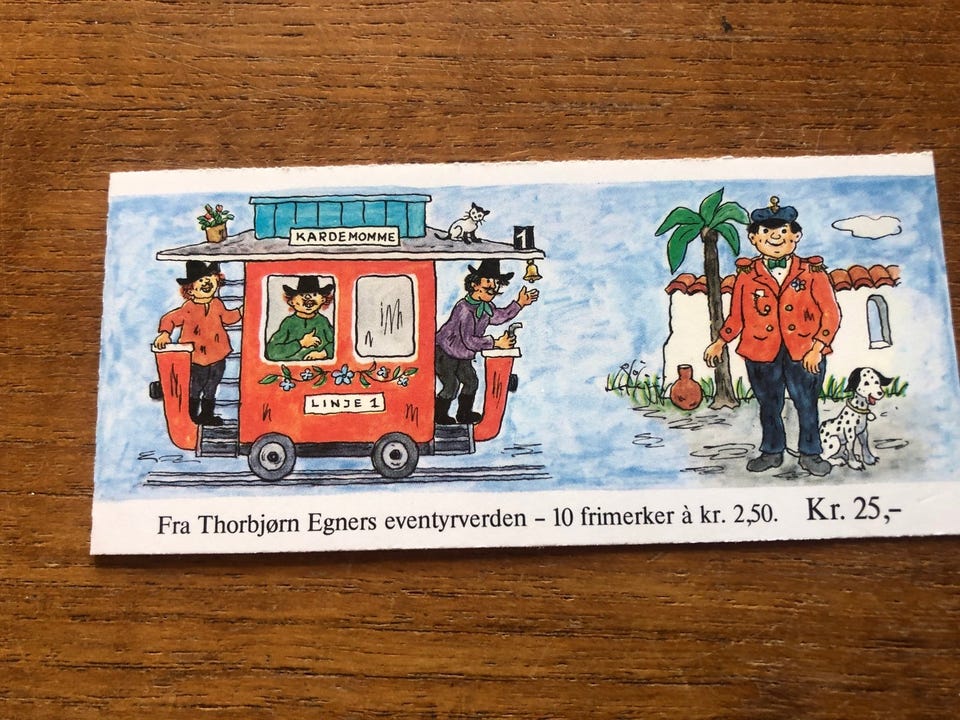 KARDEMOMME
1
LINJE 1
Fra Thorbjørn Egners eventyrverden – 10 frimerker à kr. 2,50. Kr. 25,–